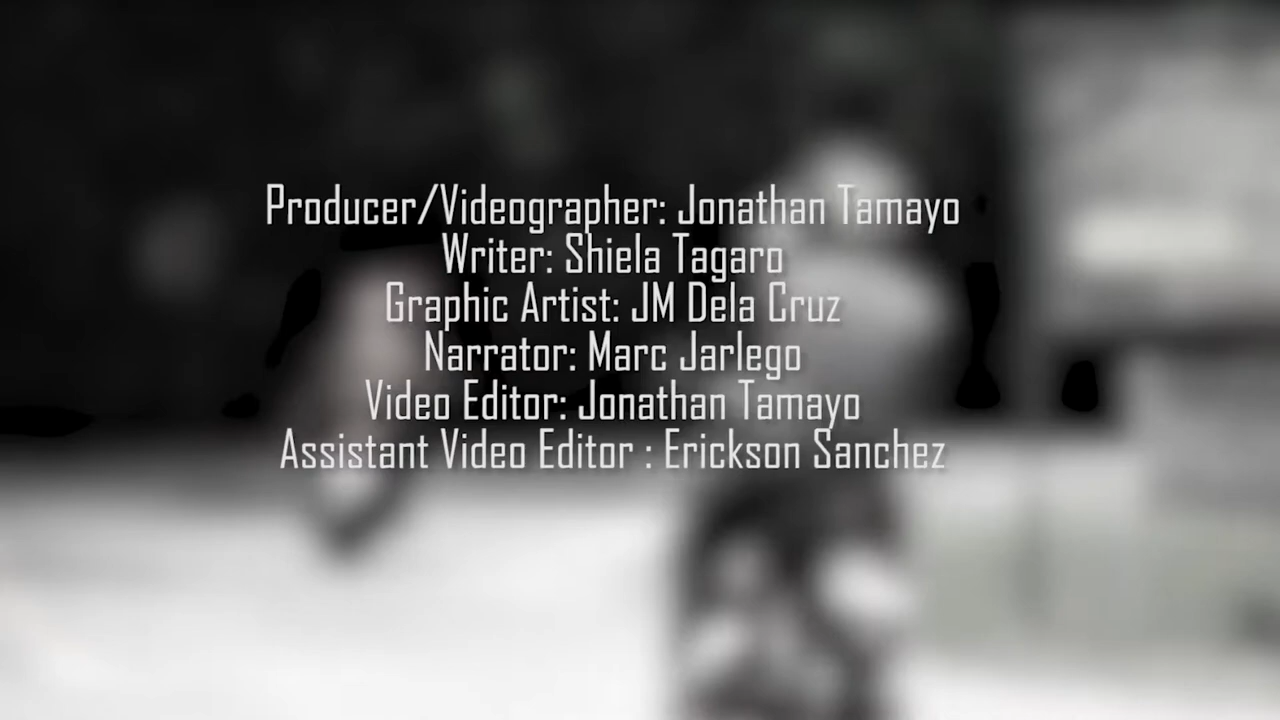 Producer/Videographer: Jonathan Tamayo
Writer: Shiela Tagaro
Graphic Artist: JM Dela Cruz
Narrator: Marc Jarlego
Video Editor: Jonathan Tamayo
Assistant Video Editor : Erickson Sanchez